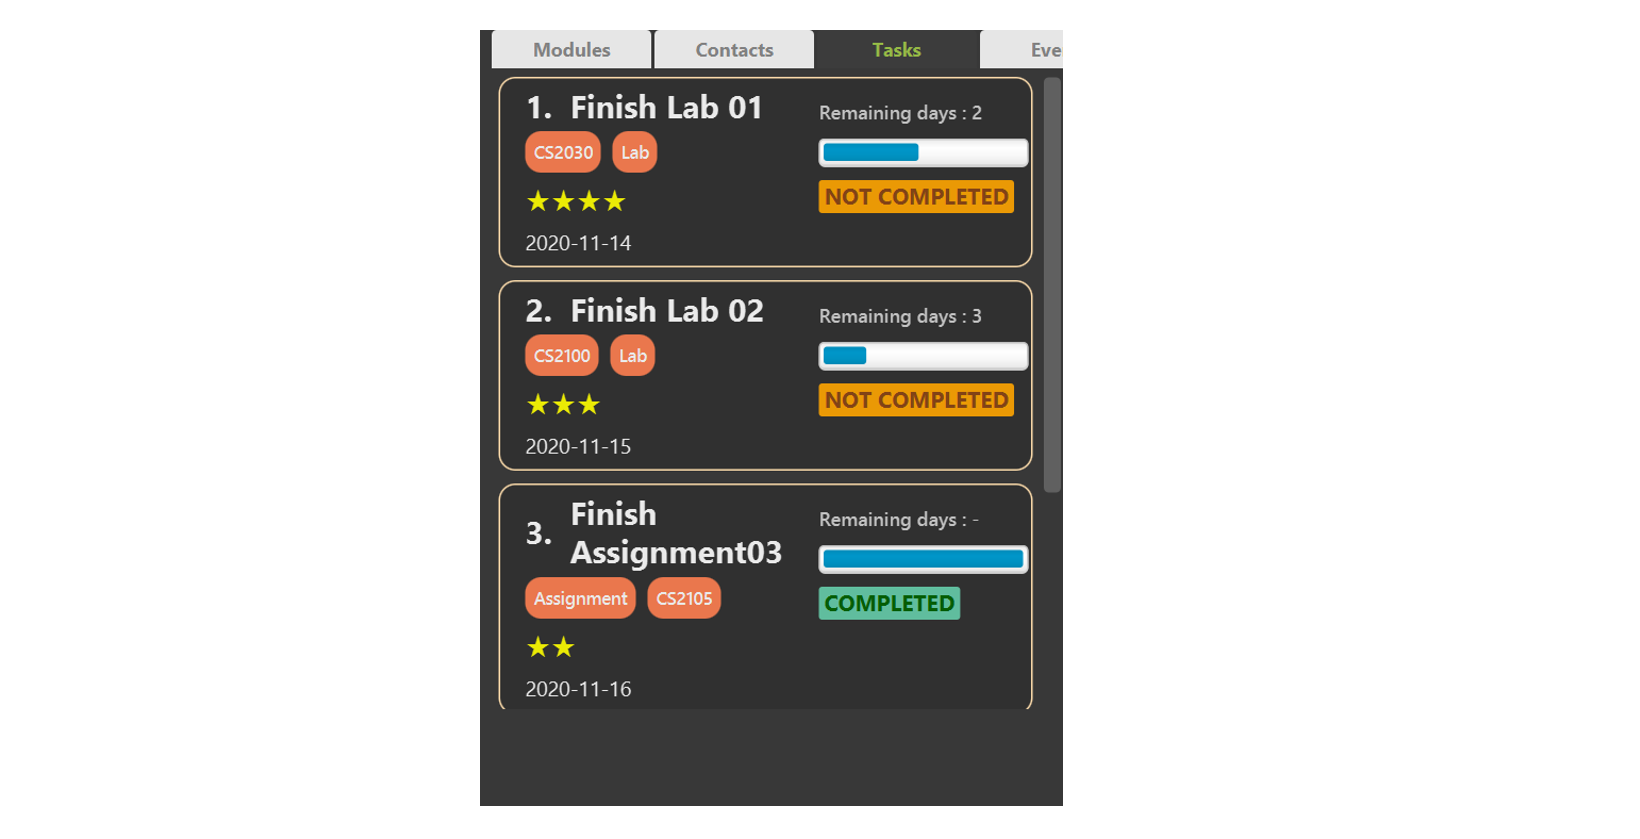 Modules Contacts Tasks Eve
1. Finish Lab 01
Remaining days : 2
CS2030 Lab
NOT COMPLETED
★★★★
2020-11-14
2. Finish Lab 02
Remaining days : 3
CS2100 Lab
NOT COMPLETED
★★★
2020-11-15
3. Finish
Assignment03
Remaining days : -
Assignment CS2105
COMPLETED
★★
2020-11-16